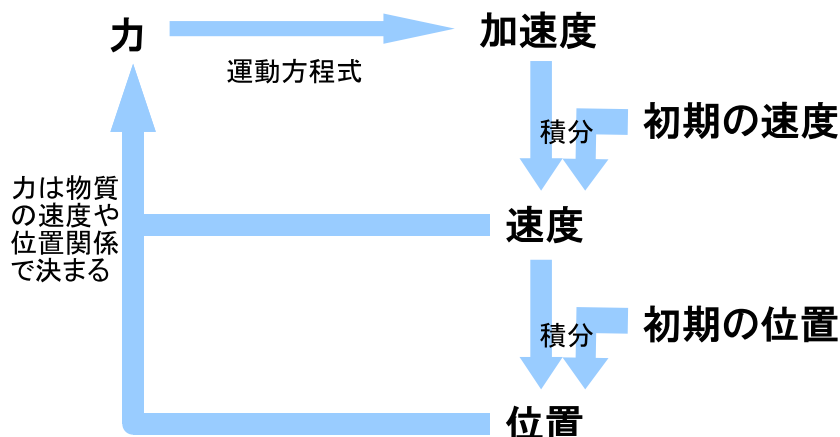 力
加速度
運動方程式
積分
初期の速度
力は物質
の速度や
位置関係
で決まる
速度
積分
初期の位置
位置